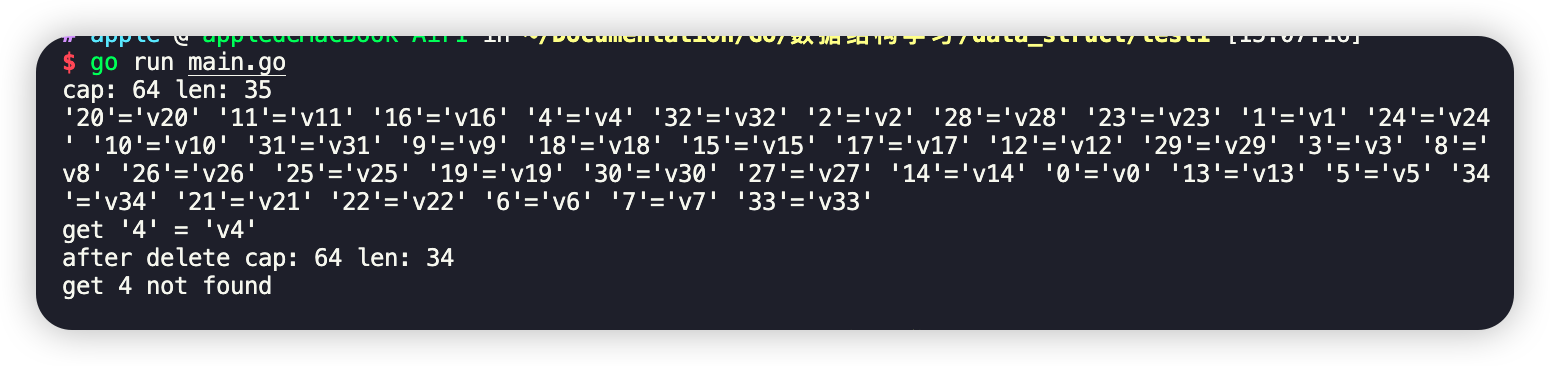 # apple @ appledeMacBook-Air1 in ~/Documentation/Go/数据结构学习/data_struct/test1 [15:07:16]
$ go run main.go
cap: 64 len: 35
'20'='v20' '11'='v11' '16'='v16' '4'='v4' '32'='v32' '2'='v2' '28'='v28' '23'='v23' '1'='v1' '24'='v24
' '10'='v10' '31'='v31' '9'='v9' '18'='v18' '15'='v15' '17'='v17' '12'='v12' '29'='v29' '3'='v3' '8'='
v8' '26'='v26' '25'='v25' '19'='v19' '30'='v30' '27'='v27' '14'='v14' '0'='v0' '13'='v13' '5'='v5' '34
'='v34' '21'='v21' '22'='v22' '6'='v6' '7'='v7' '33'='v33'
get '4' = 'v4'
after delete cap: 64 len: 34
get 4 not found